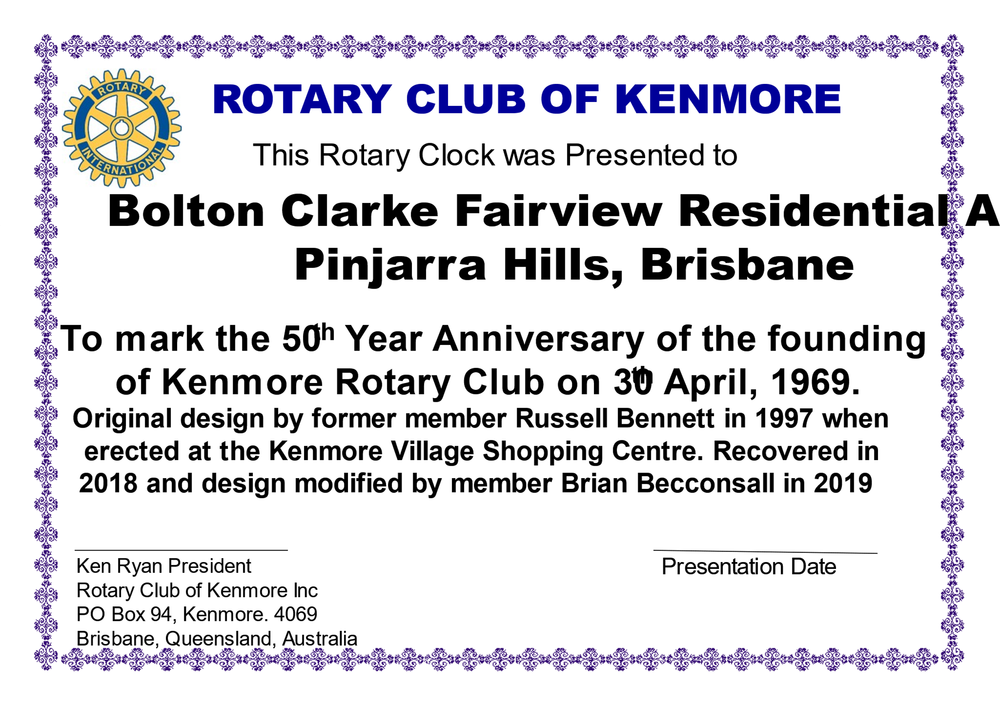 ROTARY INTERNATIONAL
ROTARY CLUB OF KENMORE
This Rotary Clock was Presented to
Bolton Clarke Fairview Residential A
Pinjarra Hills, Brisbane
To mark the 50th Year Anniversary of the founding
of Kenmore Rotary Club on 30th April, 1969.
Original design by former member Russell Bennett in 1997 when
erected at the Kenmore Village Shopping Centre. Recovered in
2018 and design modified by member Brian Becconsall in 2019
Ken Ryan President
Rotary Club of Kenmore Inc
PO Box 94, Kenmore. 4069
Brisbane, Queensland, Australia
Presentation Date